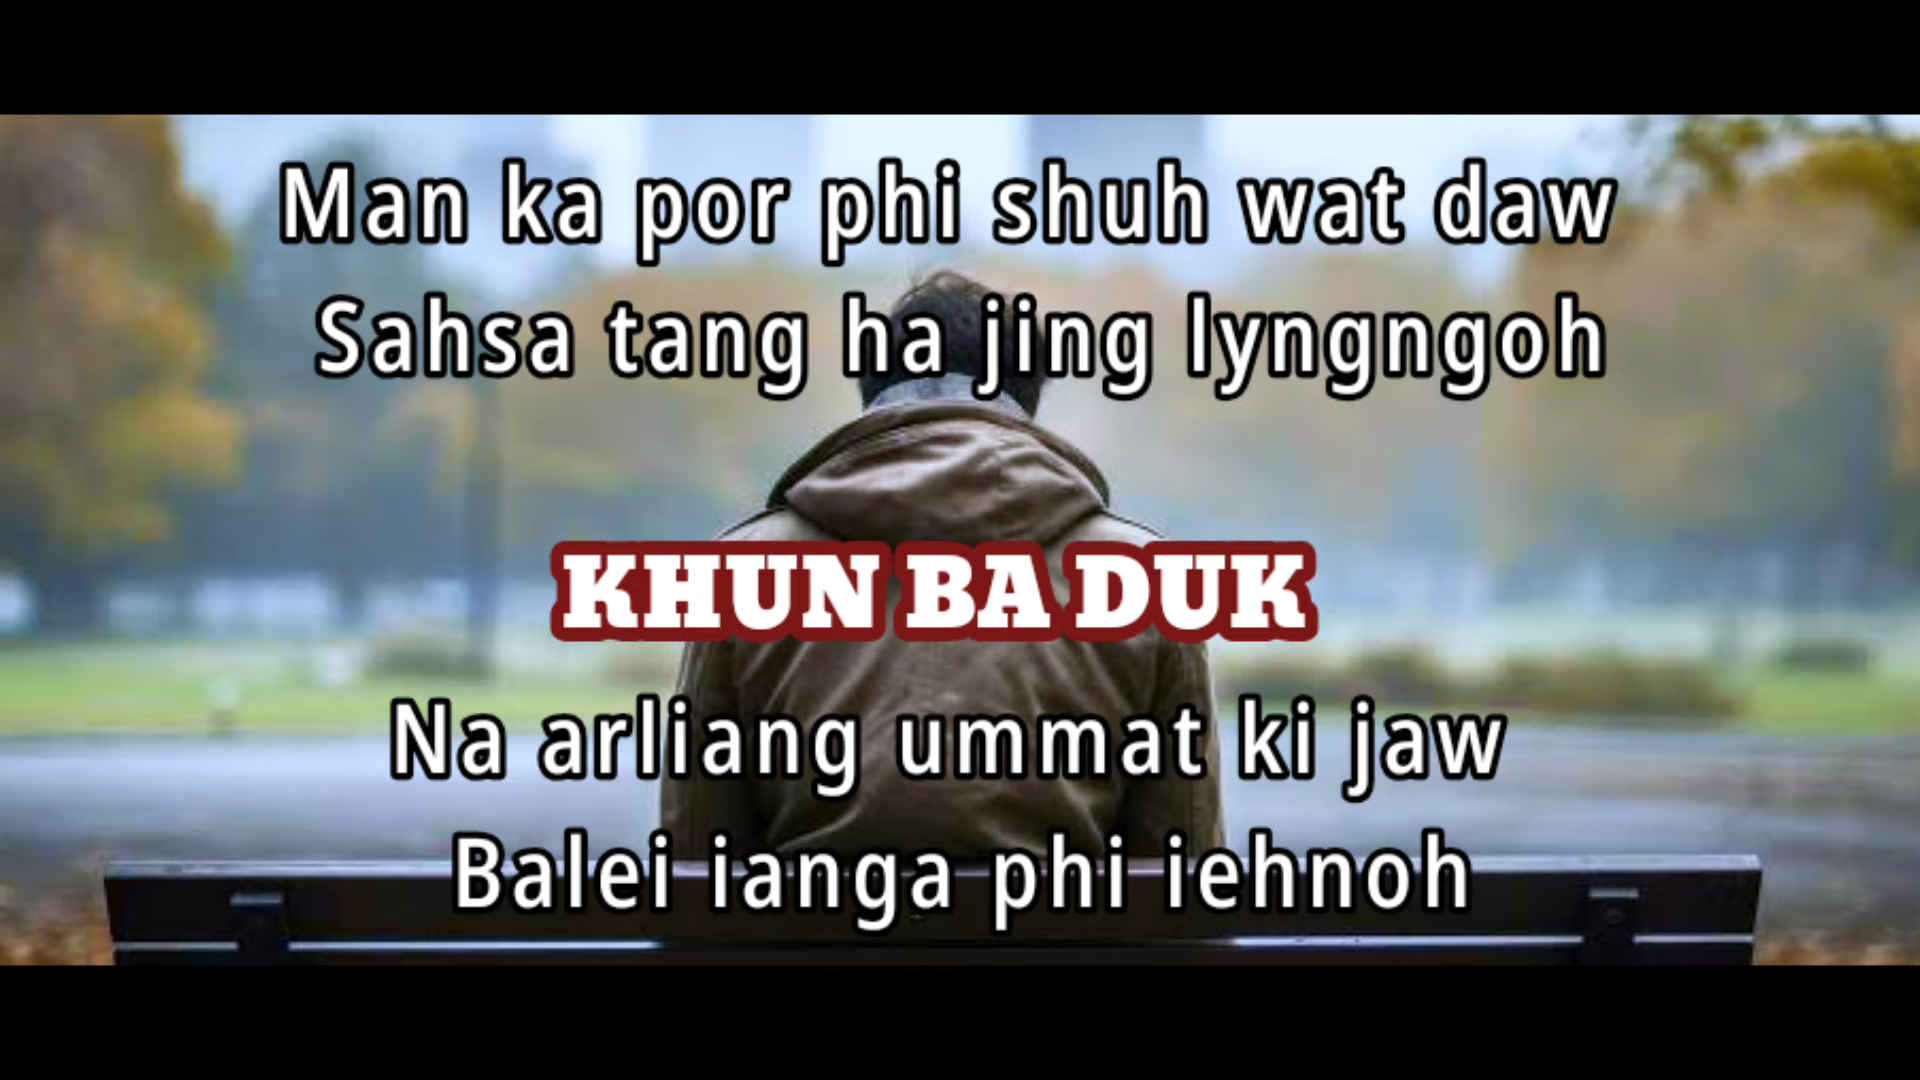 Man ka por phi shuh wat daw
Sahsa tang ha jing lyngngoh
KHUN BA DUK
Na arliang ummat ki jaw
Balei ianga phi iehnoh